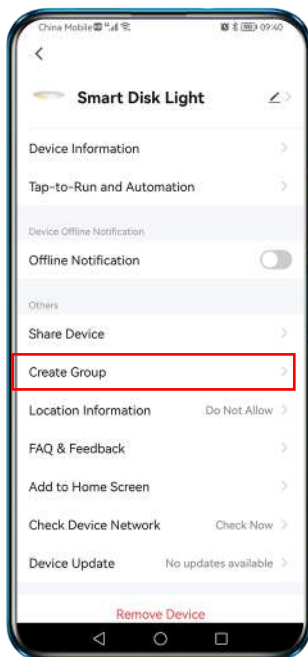 China Mobile 09:40
Smart Disk Light
Device Information
Tap-to-Run and Automation
Device Offline Notification
Offline Notification
Others
Share Device
Create Group
Location Information Do Not Allow
FAQ & Feedback
Add to Home Screen
Check Device Network Check Now
Device Update No updates available
Remove Device